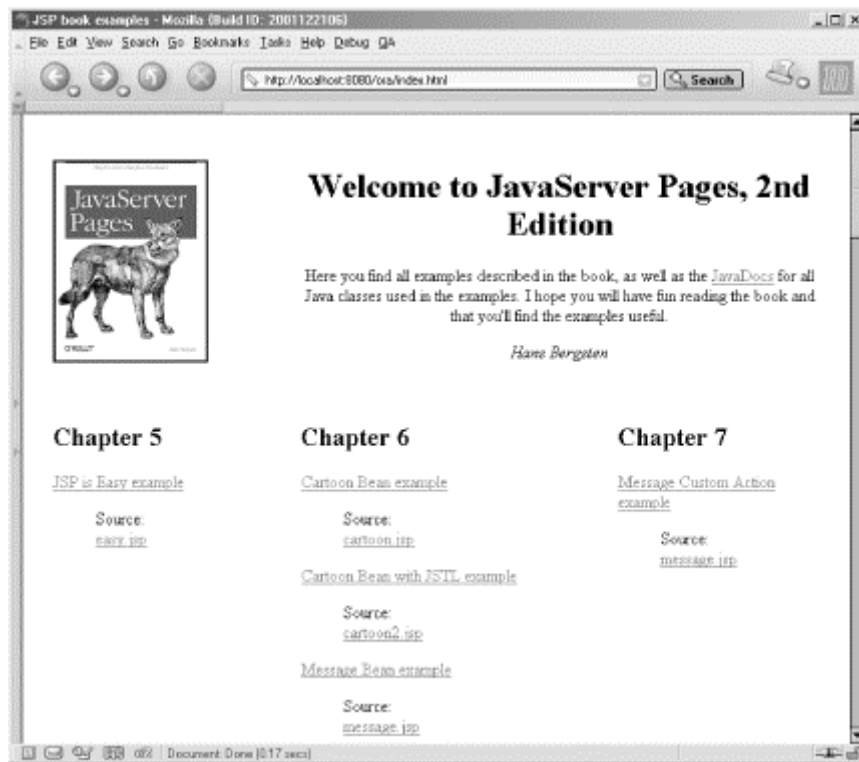 JSP book examples - Mozilla {Build ID: 2001122106}
File Edit View Search Go Bookmarks Tasks Help Debug QA
http://localhost:8080/ora/index.html
Search
JavaServer
Pages
O'REILLY
Welcome to JavaServer Pages, 2nd
Edition
Here you find all examples described in the book, as well as the JavaDocs for all
Java classes used in the examples. I hope you will have fun reading the book and
that you'll find the examples useful.
Hans Bergsten
Chapter 5
JSP is Easy example
Source:
easy.jsp
Chapter 6
Cartoon Bean example
Source:
cartoon.jsp
Cartoon Bean with JSTL example
Source:
cartoon2.jsp
Message Bean example
Source:
message.jsp
Chapter 7
Message Custom Action
example
Source:
message.jsp
Document: Done (0.17 secs)